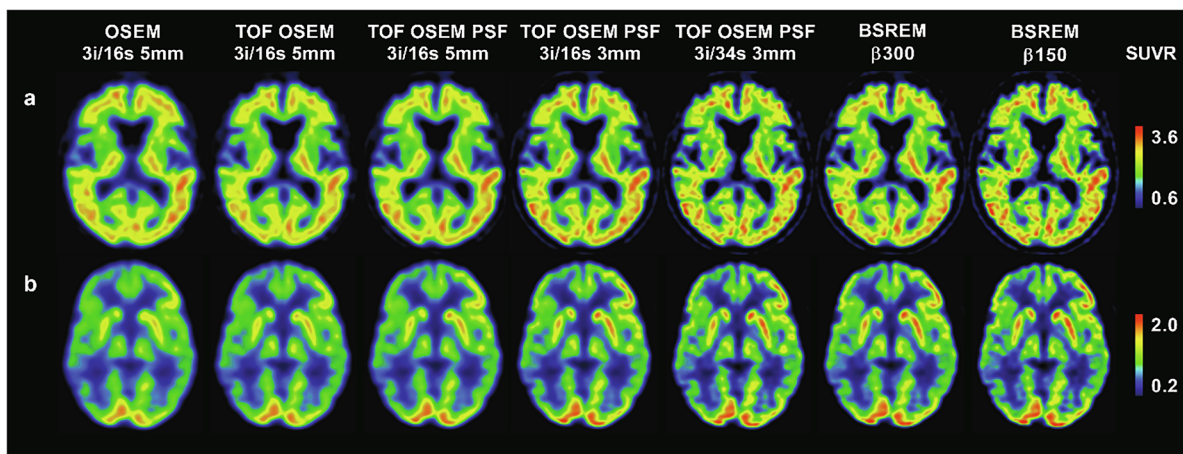 OSEM TOF OSEM TOF OSEM PSF TOF OSEM PSF TOF OSEM PSF BSREM BSREM
3i/16s 5mm 3i/16s 5mm 3i/16s 5mm 3i/16s 3mm 3i/34s 3mm β300 β150 SUVR
a
3.6
0.6
b
2.0
0.2